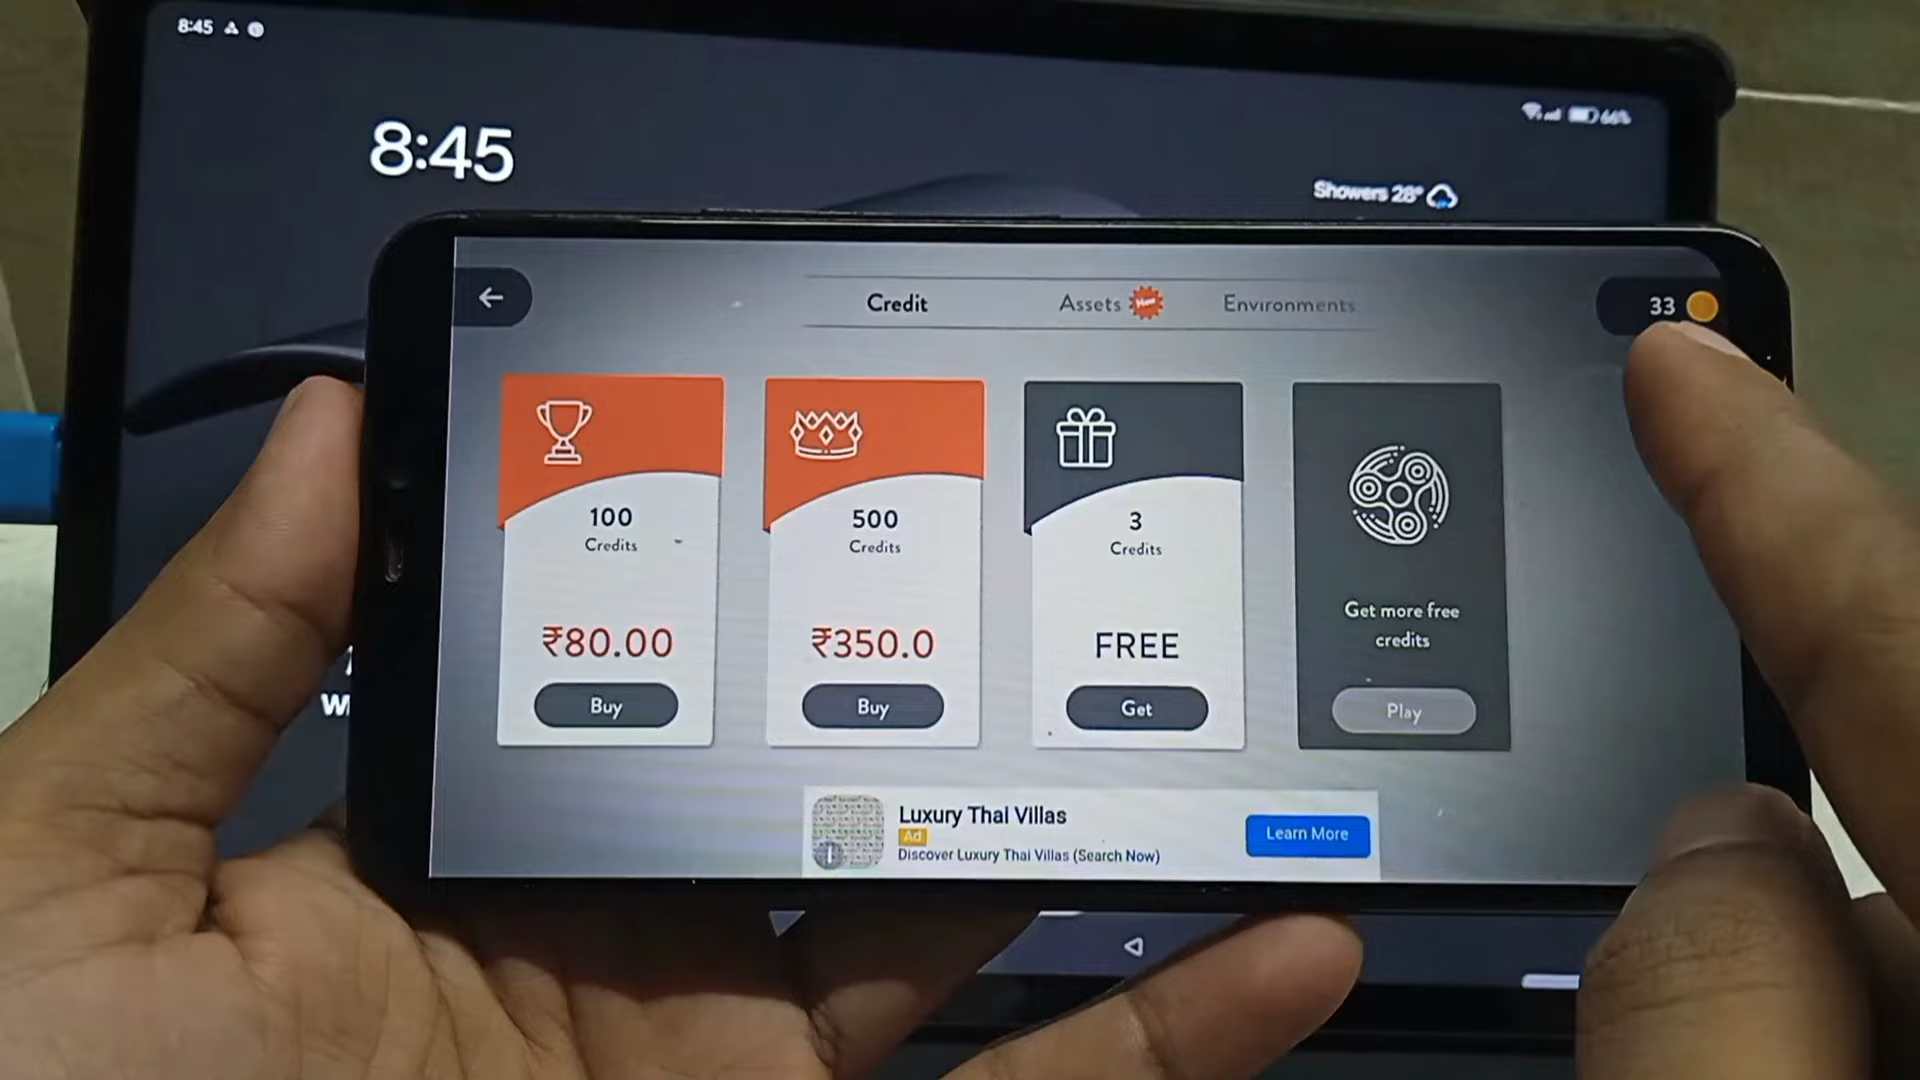 8:45
8:45
66%
Showers 28°
Credit
Assets
New
Environments
33
100
Credits
₹80.00
Buy
500
Credits
₹350.0
Buy
3
Credits
FREE
Get
Get more free
credits
Play
Luxury Thai Villas
Ad
Discover Luxury Thai Villas (Search Now)
Learn More